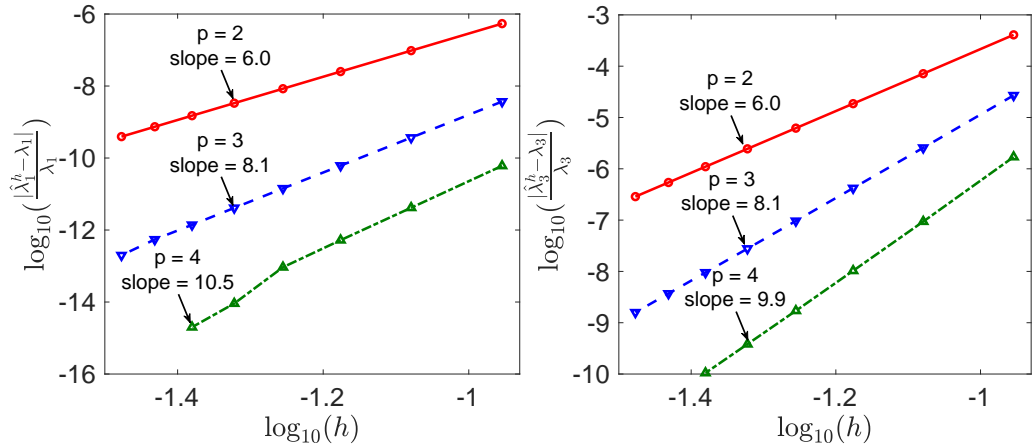 -6
-8
-10
-12
-14
-16
-1.4
-1.2
-1
log₁₀(h)
log₁₀(|λ̂₁ʰ−λ₁|/λ₁)
p = 2
slope = 6.0
p = 3
slope = 8.1
p = 4
slope = 10.5
-3
-4
-5
-6
-7
-8
-9
-10
-1.4
-1.2
-1
log₁₀(h)
log₁₀(|λ̂₃ʰ−λ₃|/λ₃)
p = 2
slope = 6.0
p = 3
slope = 8.1
p = 4
slope = 9.9